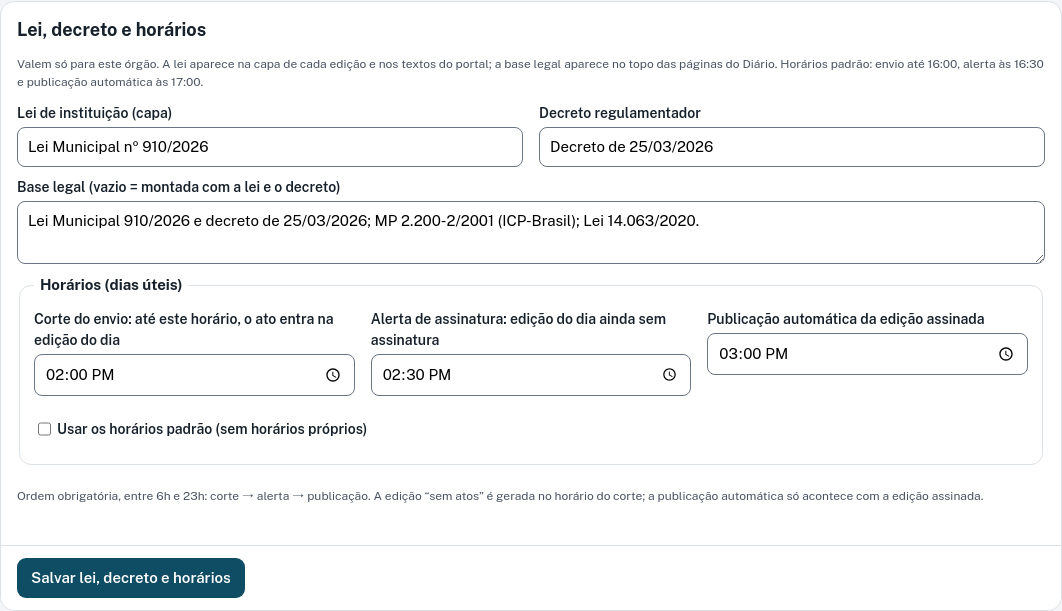 Lei, decreto e horários
Valem só para este órgão. A lei aparece na capa de cada edição e nos textos do portal; a base legal aparece no topo das páginas do Diário. Horários padrão: envio até 16:00, alerta às 16:30
e publicação automática às 17:00.
Lei de instituição (capa)
Lei Municipal nº 910/2026
Decreto regulamentador
Decreto de 25/03/2026
Base legal (vazio = montada com a lei e o decreto)
Lei Municipal 910/2026 e decreto de 25/03/2026; MP 2.200-2/2001 (ICP-Brasil); Lei 14.063/2020.
Horários (dias úteis)
Corte do envio: até este horário, o ato entra na
edição do dia
02:00 PM
Alerta de assinatura: edição do dia ainda sem
assinatura
02:30 PM
Publicação automática da edição assinada
03:00 PM
Usar os horários padrão (sem horários próprios)
Ordem obrigatória, entre 6h e 23h: corte → alerta → publicação. A edição “sem atos” é gerada no horário do corte; a publicação automática só acontece com a edição assinada.
Salvar lei, decreto e horários